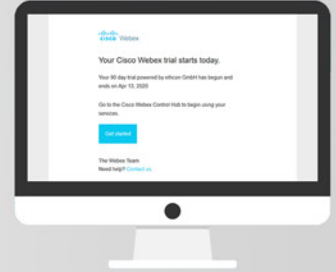 CISCO Webex
Your Cisco Webex trial starts today.
Your 90 day trial powered by ethcon GmbH has begun and
ends on Apr 13, 2020
Go to the Cisco Webex Control Hub to begin using your
services.
Get started
The Webex Team
Need help? Contact us.